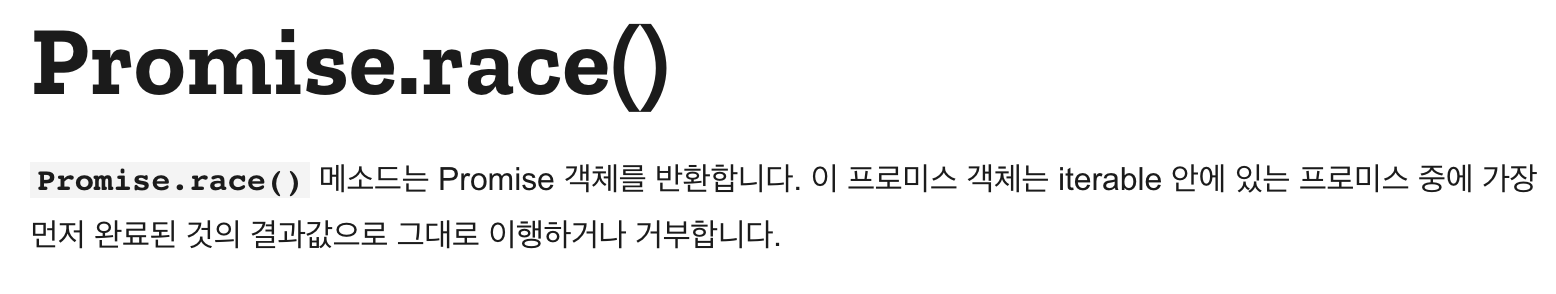 Promise.race()
Promise.race() 메소드는 Promise 객체를 반환합니다. 이 프로미스 객체는 iterable 안에 있는 프로미스 중에 가장
먼저 완료된 것의 결과값으로 그대로 이행하거나 거부합니다.